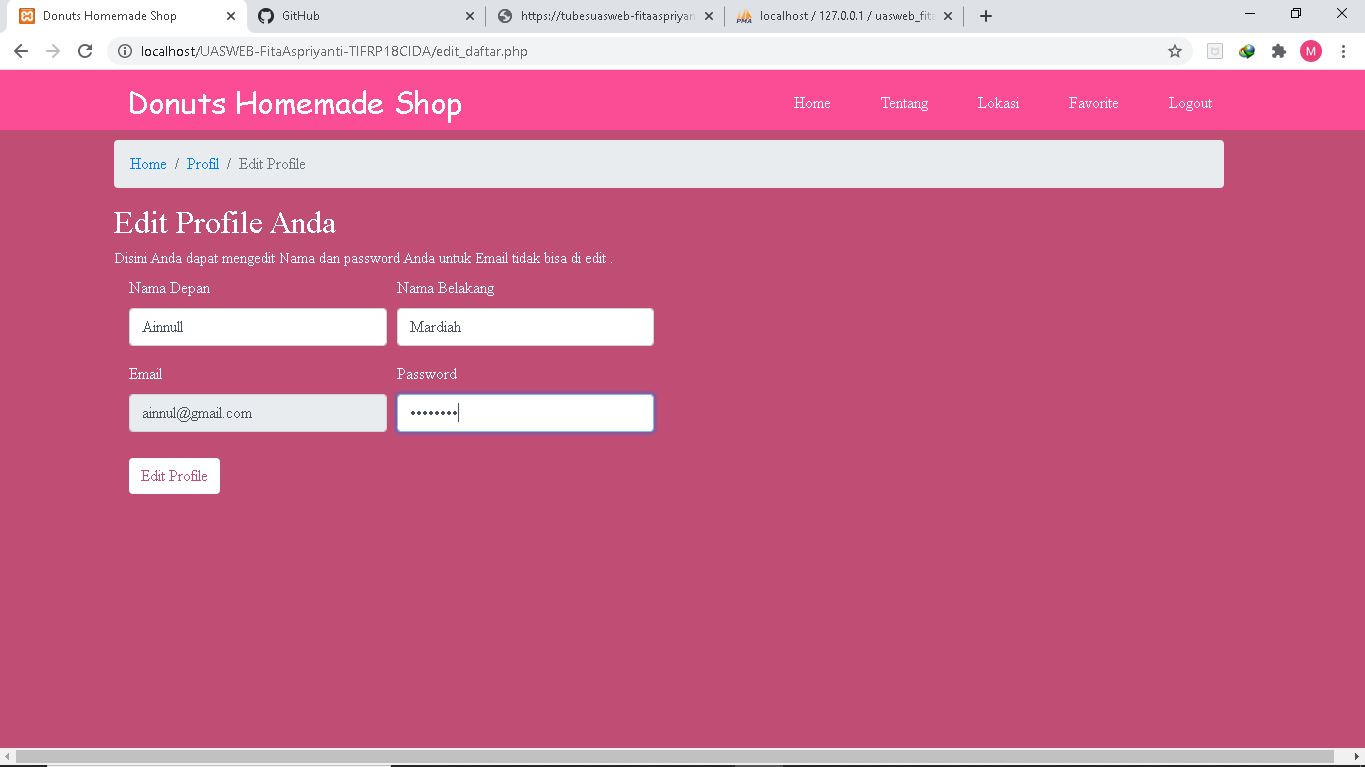 Donuts Homemade Shop
GitHub
https://tubesuasweb-fitaaspriyan
localhost / 127.0.0.1 / uasweb_fita
localhost/UASWEB-FitaAspriyanti-TIFRP18CIDA/edit_daftar.php
M
Donuts Homemade Shop
Home Tentang Lokasi Favorite Logout
Home / Profil / Edit Profile
Edit Profile Anda
Disini Anda dapat mengedit Nama dan password Anda untuk Email tidak bisa di edit .
Nama Depan Nama Belakang
Ainnull Mardiah
Email Password
ainnul@gmail.com ••••••••
Edit Profile